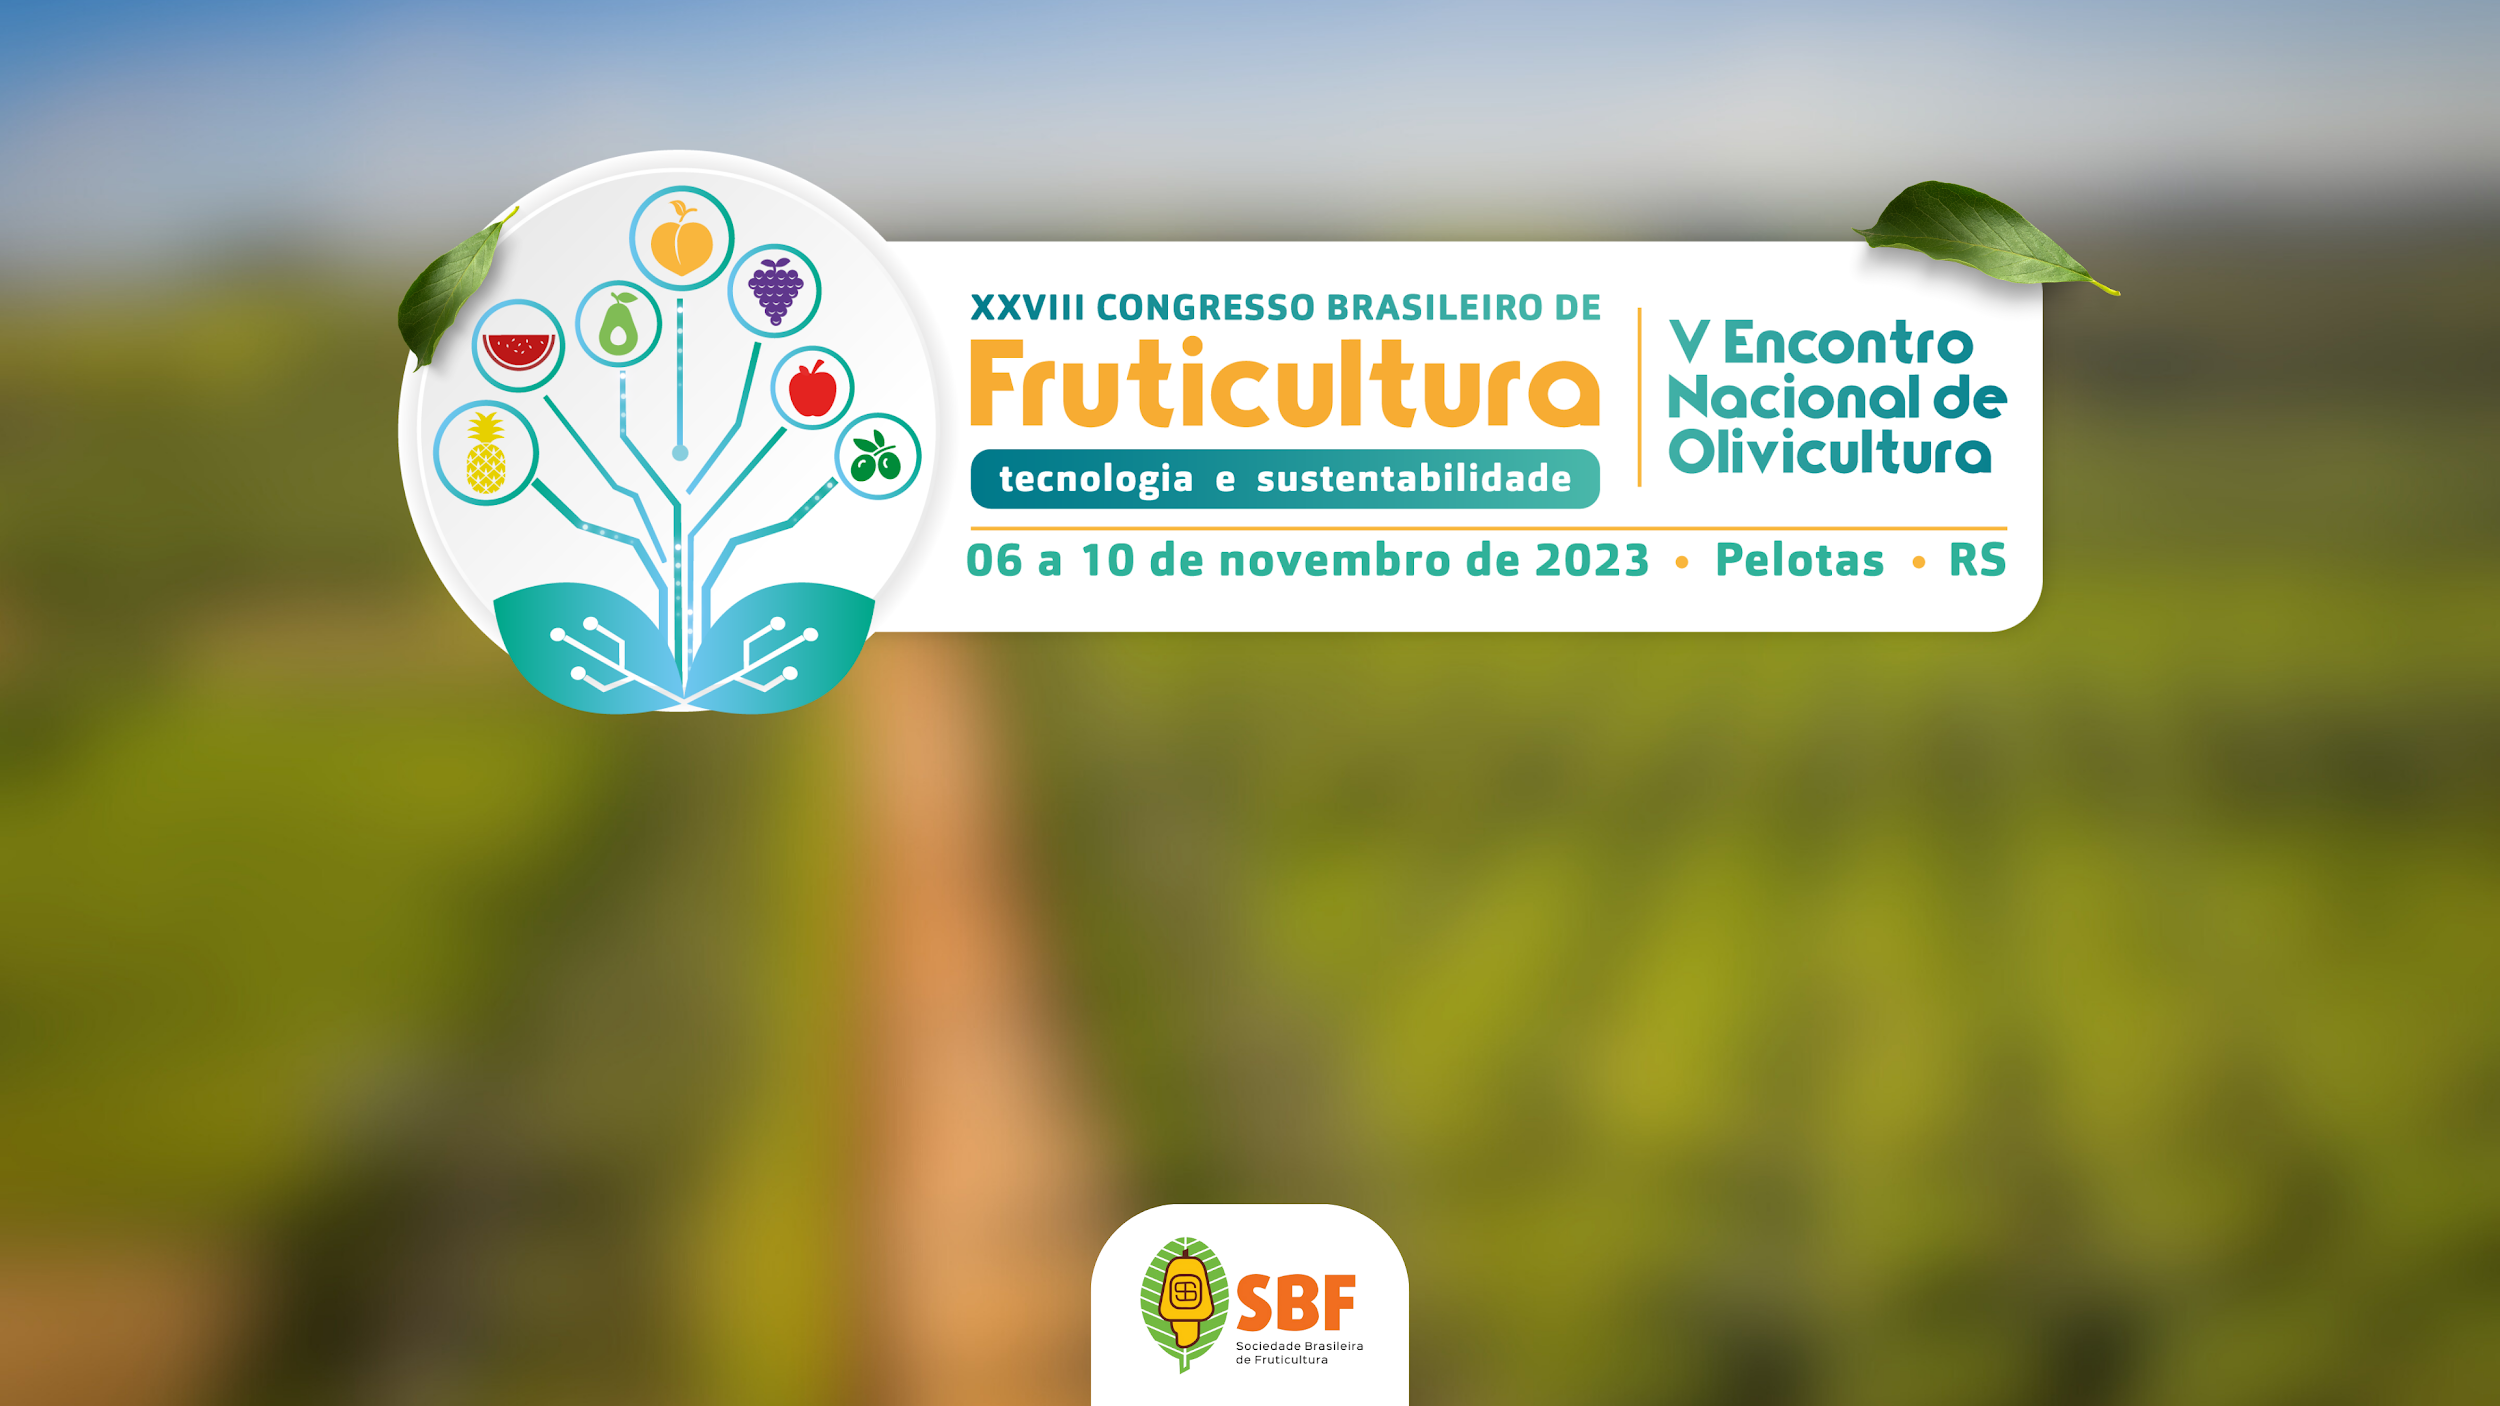 XXVIII CONGRESSO BRASILEIRO DE
Fruticultura
tecnologia e sustentabilidade
V Encontro
Nacional de
Olivicultura
06 a 10 de novembro de 2023 • Pelotas • RS
SBF
Sociedade Brasileira
de Fruticultura